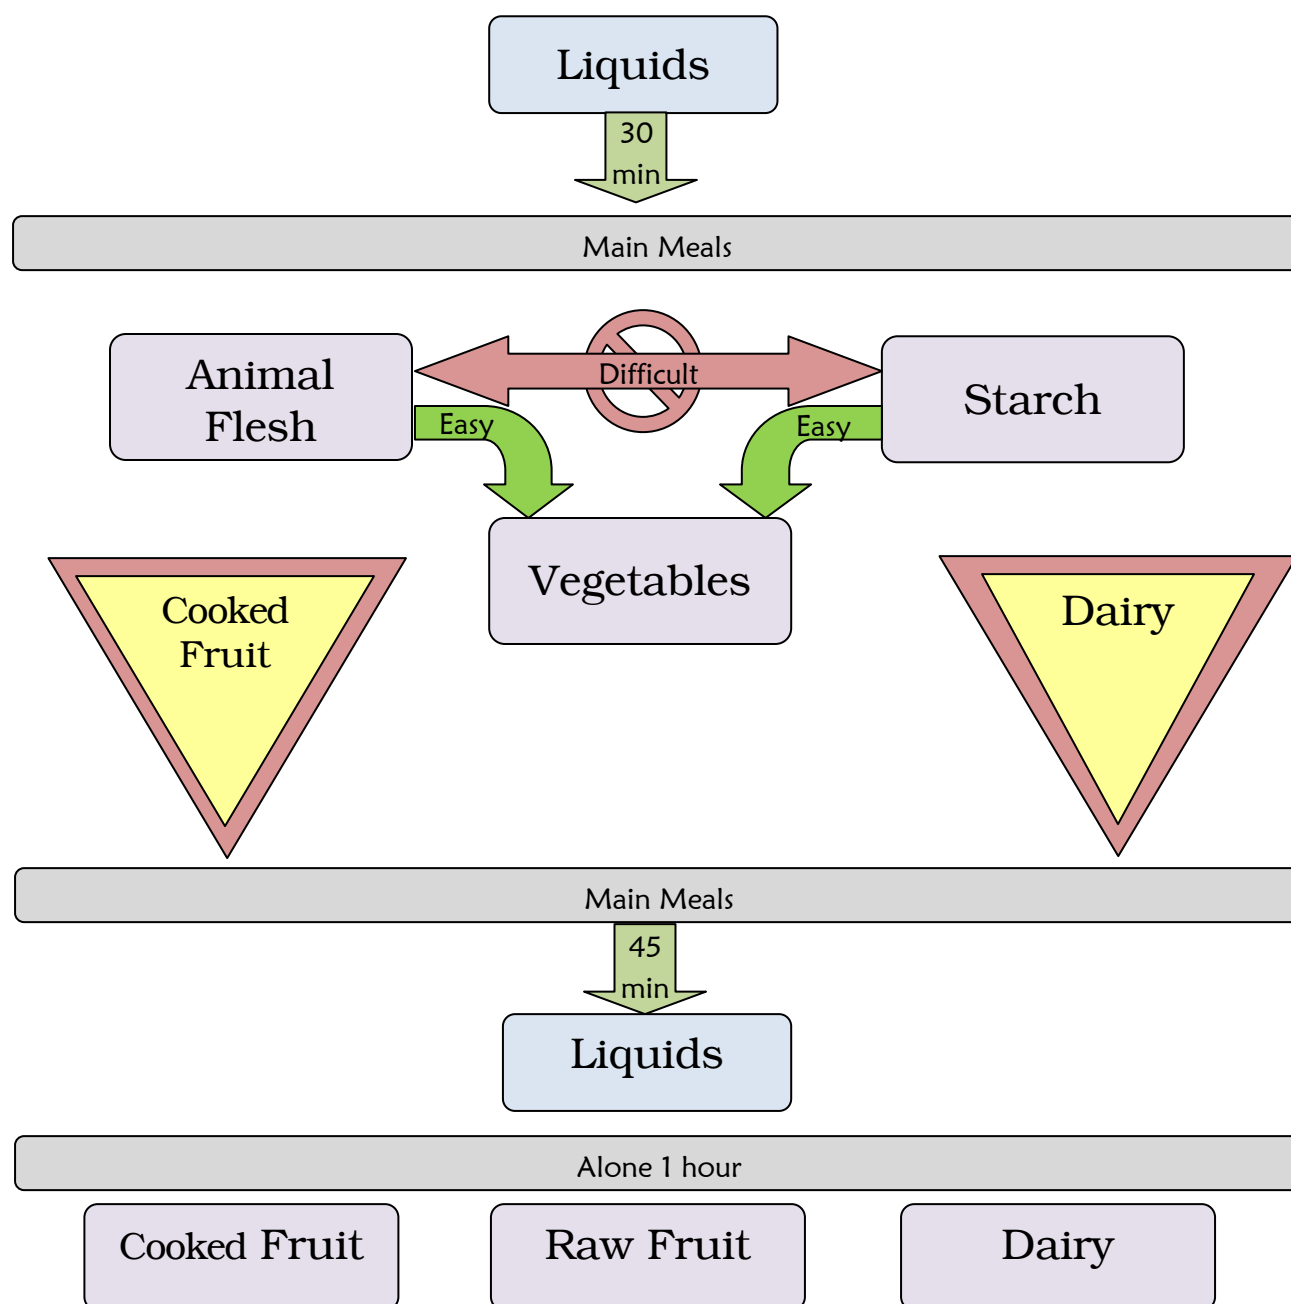 Liquids
30
min
Main Meals
Animal
Flesh
Difficult
Starch
Easy
Easy
Vegetables
Cooked
Fruit
Dairy
Main Meals
45
min
Liquids
Alone 1 hour
Cooked Fruit
Raw Fruit
Dairy